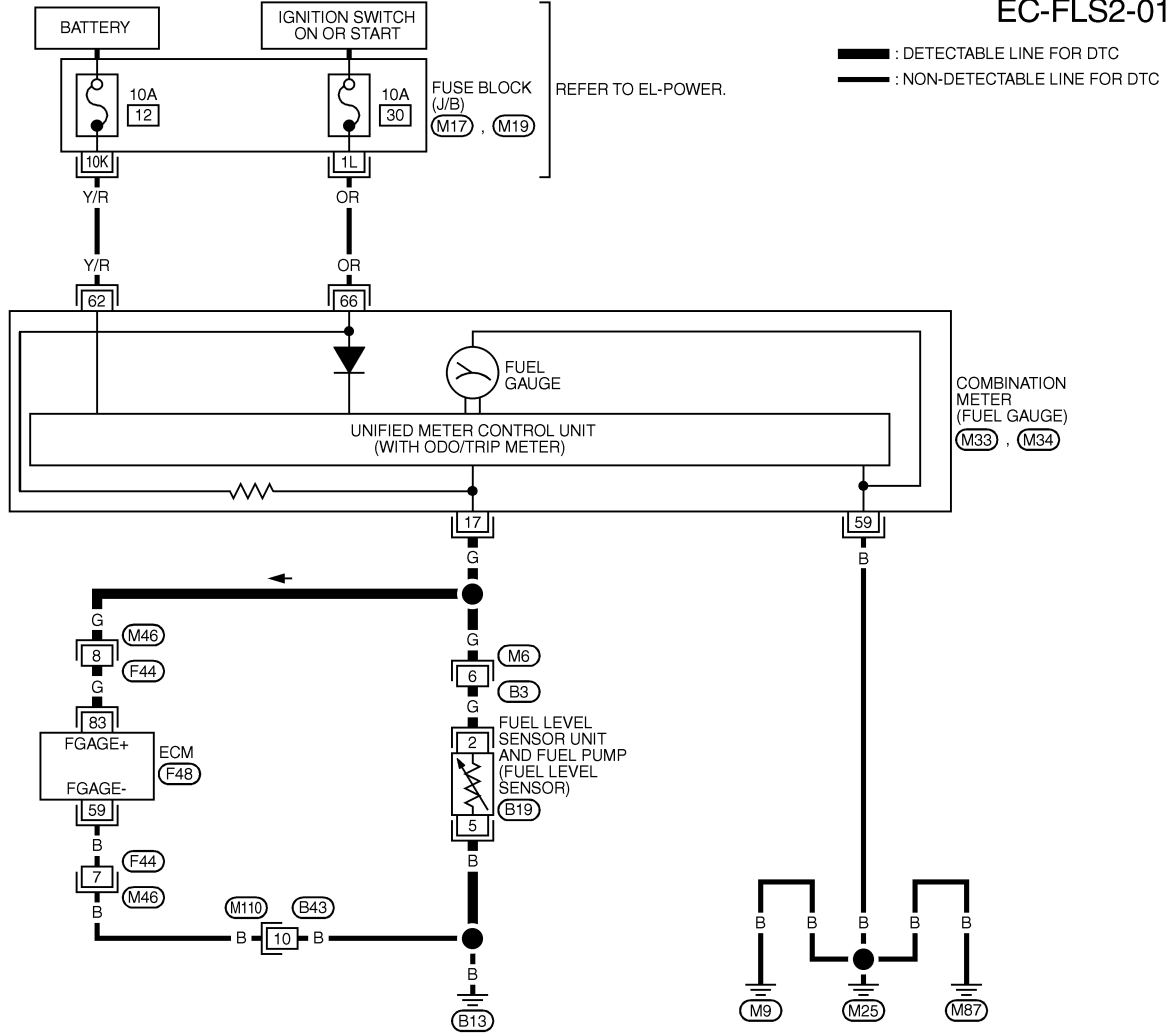 EC-FLS2-01
BATTERY
IGNITION SWITCH
ON OR START
: DETECTABLE LINE FOR DTC
: NON-DETECTABLE LINE FOR DTC
10A
12
10A
30
FUSE BLOCK
(J/B)
M17 , M19
REFER TO EL-POWER.
10K
1L
Y/R
OR
Y/R
OR
62
66
FUEL
GAUGE
UNIFIED METER CONTROL UNIT
(WITH ODO/TRIP METER)
COMBINATION
METER
(FUEL GAUGE)
M33 , M34
17
59
G
B
G
M46
8
F44
G
83
FGAGE+
ECM
F48
FGAGE-
59
B
F44
7
M46
B
G
M6
6
B3
G
FUEL LEVEL
SENSOR UNIT
AND FUEL PUMP
(FUEL LEVEL
SENSOR)
2
B19
5
B
M110
B43
B
10
B
B
B13
B
B
B
B
B
M9
M25
M87